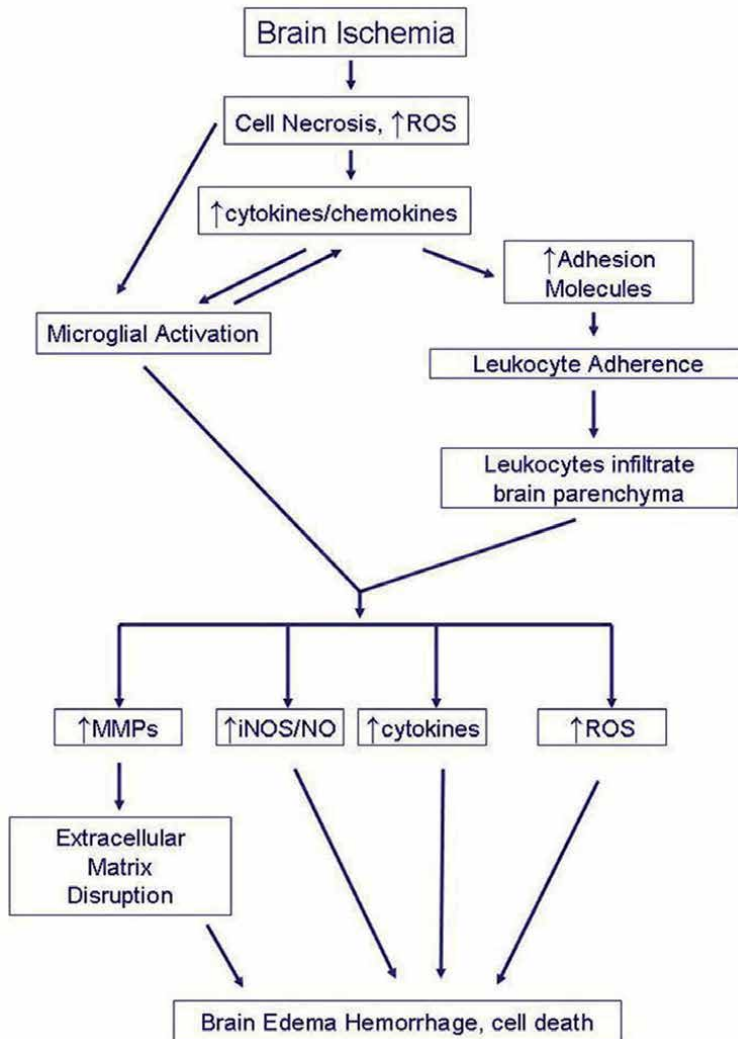 Brain Ischemia
Cell Necrosis, ↑ROS
↑cytokines/chemokines
↑Adhesion
Molecules
Microglial Activation
Leukocyte Adherence
Leukocytes infiltrate
brain parenchyma
↑MMPs
↑iNOS/NO
↑cytokines
↑ROS
Extracellular
Matrix
Disruption
Brain Edema Hemorrhage, cell death